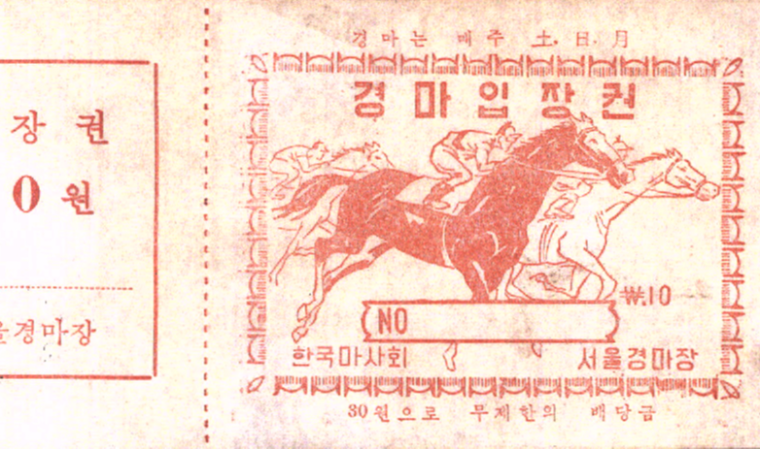 장 권
0 원
울경마장
경마는 매주 土. 日. 月
경마입장권
₩.10
NO
한국마사회 서울경마장
30원으로 무제한의 배당금